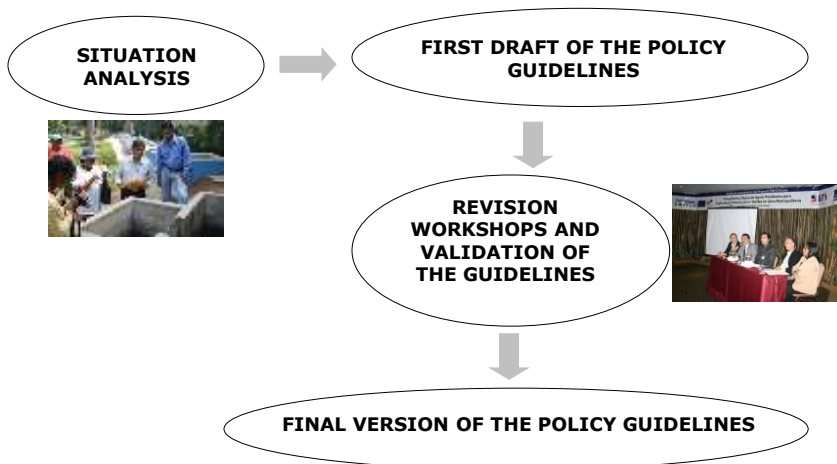 SITUATION
ANALYSIS
FIRST DRAFT OF THE POLICY
GUIDELINES
REVISION
WORKSHOPS AND
VALIDATION OF
THE GUIDELINES
FINAL VERSION OF THE POLICY GUIDELINES